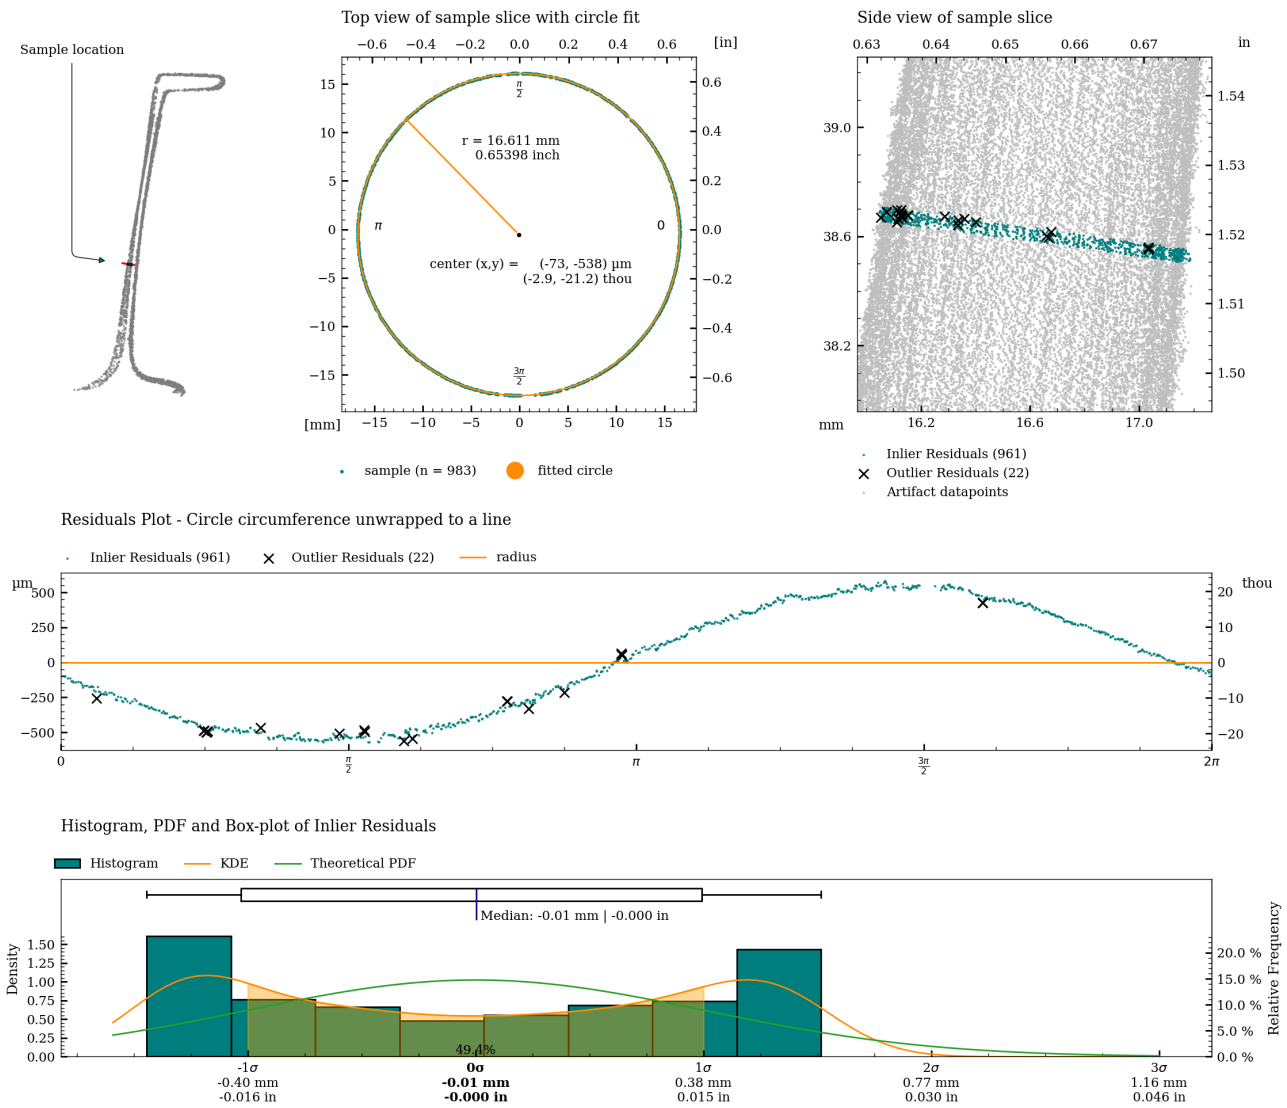 Sample location
Top view of sample slice with circle fit
−0.6 −0.4 −0.2 0.0 0.2 0.4 0.6 [in]
15 10 5 0 −5 −10 −15
0.6 0.4 0.2 0.0 −0.2 −0.4 −0.6
π/2
r = 16.611 mm
0.65398 inch
π 0
center (x,y) = (-73, -538) µm
(-2.9, -21.2) thou
3π/2
[mm] −15 −10 −5 0 5 10 15
sample (n = 983) fitted circle
Side view of sample slice
0.63 0.64 0.65 0.66 0.67 in
39.0 38.6 38.2
1.54 1.53 1.52 1.51 1.50
mm 16.2 16.6 17.0
Inlier Residuals (961)
Outlier Residuals (22)
Artifact datapoints
Residuals Plot - Circle circumference unwrapped to a line
Inlier Residuals (961) Outlier Residuals (22) radius
µm thou
500 250 0 −250 −500
20 10 0 −10 −20
0 π/2 π 3π/2 2π
Histogram, PDF and Box-plot of Inlier Residuals
Histogram KDE Theoretical PDF
Median: -0.01 mm | -0.000 in
Density
1.50 1.25 1.00 0.75 0.50 0.25 0.00
Relative Frequency
20.0 % 15.0 % 10.0 % 5.0 % 0.0 %
49.4%
-1σ 0σ 1σ 2σ 3σ
-0.40 mm -0.01 mm 0.38 mm 0.77 mm 1.16 mm
-0.016 in -0.000 in 0.015 in 0.030 in 0.046 in